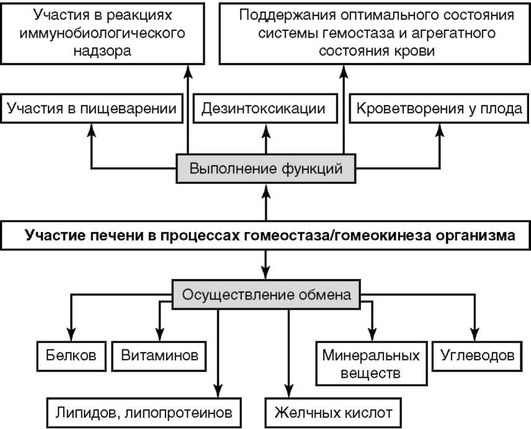 Участия в реакциях
иммунобиологического
надзора
Поддержания оптимального состояния
системы гемостаза и агрегатного
состояния крови
Участия в пищеварении
Дезинтоксикации
Кроветворения у плода
Выполнение функций
Участие печени в процессах гомеостаза/гомеокинеза организма
Осуществление обмена
Белков
Витаминов
Минеральных
веществ
Углеводов
Липидов, липопротеинов
Желчных кислот